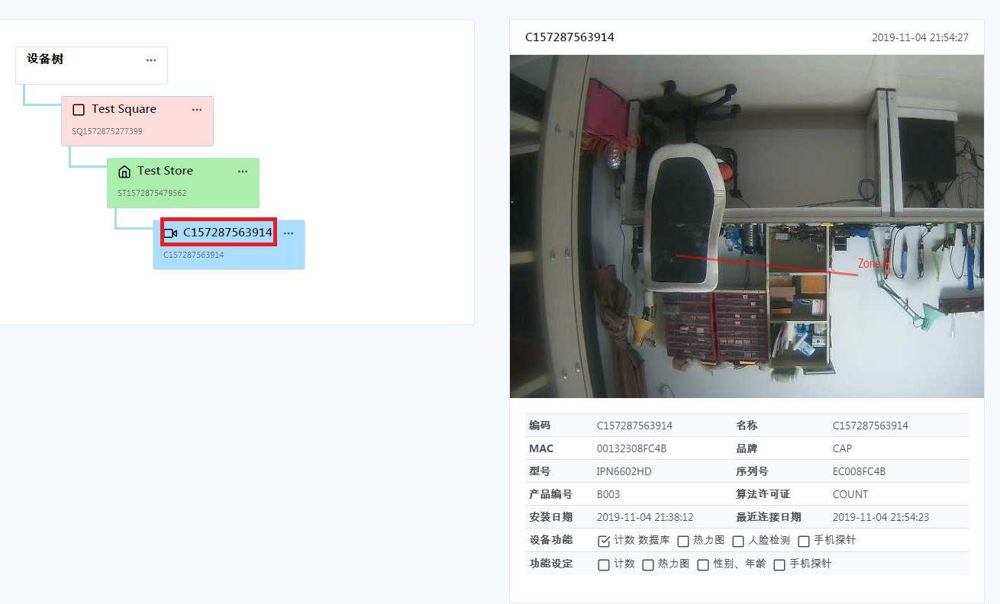 设备树 ...
Test Square ...
SQ1572875277399
Test Store ...
ST1572875479562
C157287563914 ...
C157287563914
C157287563914 2019-11-04 21:54:27
Zone
编码 C157287563914 名称 C157287563914
MAC 00132308FC4B 品牌 CAP
型号 IPN6602HD 序列号 EC008FC4B
产品编号 B003 算法许可证 COUNT
安装日期 2019-11-04 21:38:12 最近连接日期 2019-11-04 21:54:23
设备功能 计数 数据库 热力图 人脸检测 手机探针
功能设定 计数 热力图 性别、年龄 手机探针